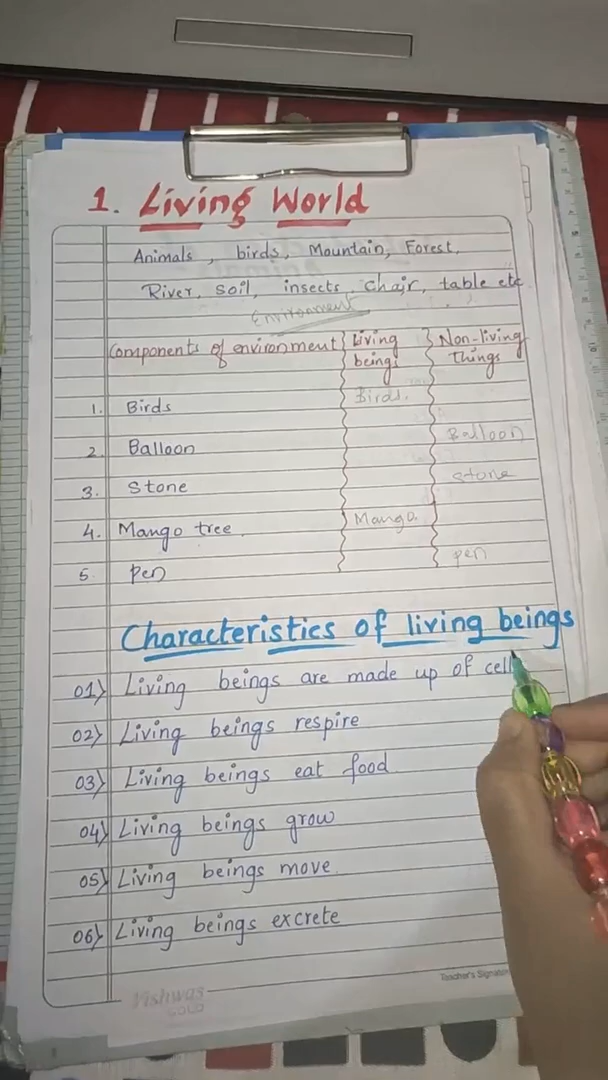 1. Living World
Animals, birds, Mountain, Forest,
River, soil, insects, chair, table etc
Environment
Components of environment Living beings Non-living things
1. Birds Birds.
2. Balloon Balloon
3. Stone stone
4. Mango tree. Mango.
5. pen pen
Characteristics of living beings
01) Living beings are made up of cell
02) Living beings respire
03) Living beings eat food
04) Living beings grow
05) Living beings move.
06) Living beings excrete
Teacher's Signatur
Vishwas
GOLD